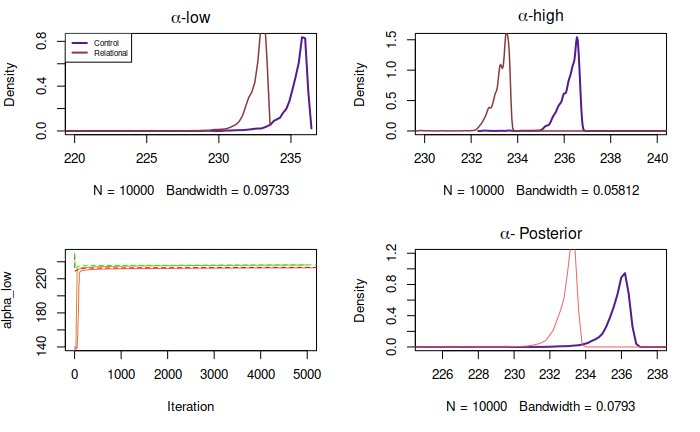 α-low
Density
0.0 0.4 0.8
Control
Relational
220 225 230 235
N = 10000 Bandwidth = 0.09733
α-high
Density
0.0 0.5 1.0 1.5
230 232 234 236 238 240
N = 10000 Bandwidth = 0.05812
alpha_low
140 180 220
0 1000 2000 3000 4000 5000
Iteration
α- Posterior
Density
0.0 0.4 0.8 1.2
226 228 230 232 234 236 238
N = 10000 Bandwidth = 0.0793